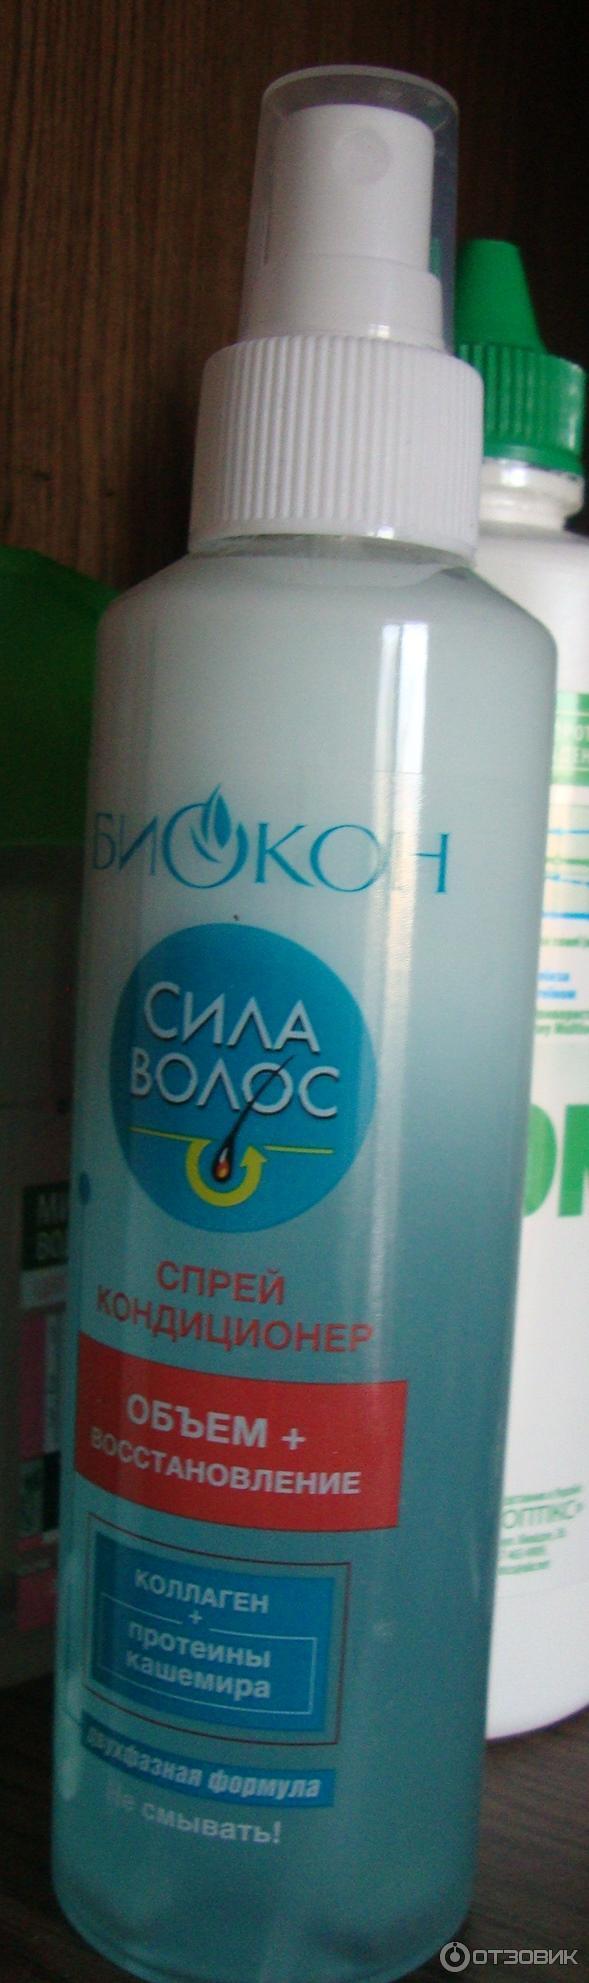 БИОКОН
СИЛА
ВОЛОС
СПРЕЙ
КОНДИЦИОНЕР
ОБЪЕМ +
ВОССТАНОВЛЕНИЕ
КОЛЛАГЕН
+
протеины
кашемира
двухфазная формула
Не смывать!
ОТЗОВИК